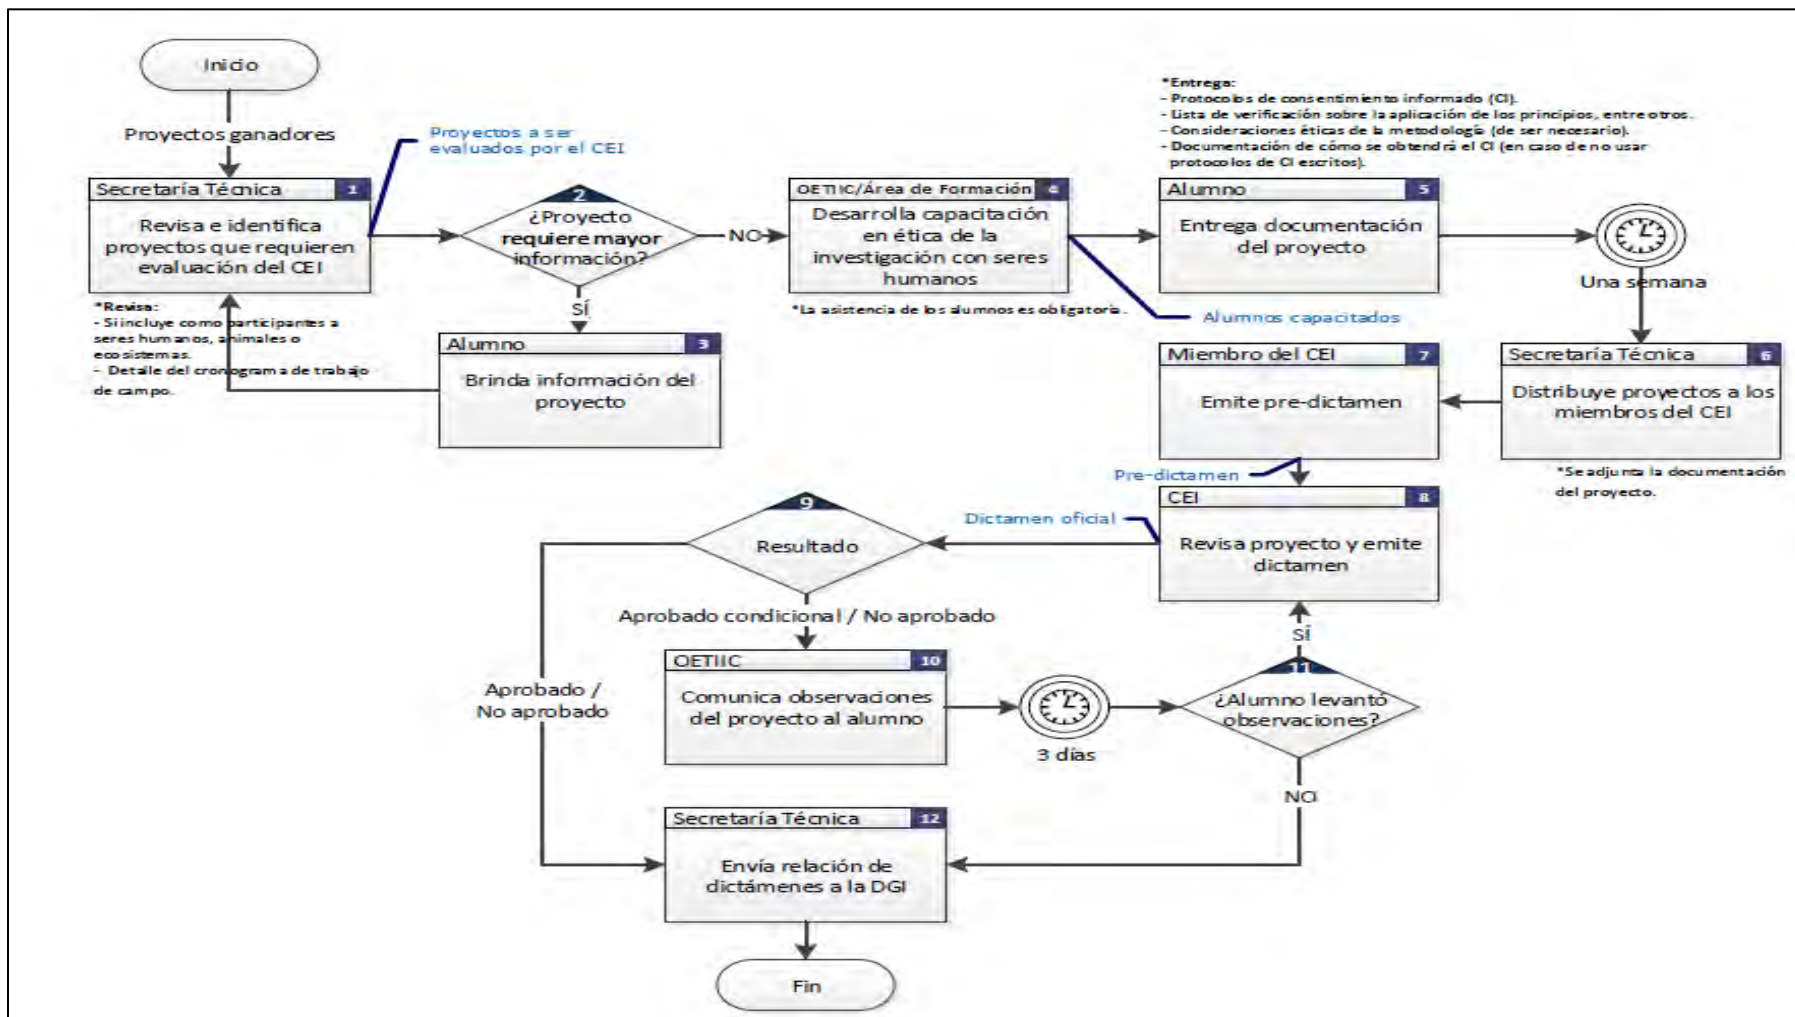 Inicio
Proyectos ganadores
Proyectos a ser
evaluados por el CEI
Secretaría Técnica 1
Revisa e identifica
proyectos que requieren
evaluación del CEI
*Revisa:
- Si incluye como participantes a
seres humanos, animales o
ecosistemas.
- Detalle del cronograma de trabajo
de campo.
2
¿Proyecto
requiere mayor
información?
NO
SÍ
Alumno 3
Brinda información del
proyecto
OETIIC/Área de Formación 4
Desarrolla capacitación
en ética de la
investigación con seres
humanos
*La asistencia de los alumnos es obligatoria.
Alumnos capacitados
*Entrega:
- Protocolos de consentimiento informado (CI).
- Lista de verificación sobre la aplicación de los principios, entre otros.
- Consideraciones éticas de la metodología (de ser necesario).
- Documentación de cómo se obtendrá el CI (en caso de no usar
protocolos de CI escritos).
Alumno 5
Entrega documentación
del proyecto
Una semana
Secretaría Técnica 6
Distribuye proyectos a los
miembros del CEI
*Se adjunta la documentación
del proyecto.
Miembro del CEI 7
Emite pre-dictamen
Pre-dictamen
CEI 8
Revisa proyecto y emite
dictamen
Dictamen oficial
9
Resultado
Aprobado condicional / No aprobado
Aprobado /
No aprobado
OETIIC 10
Comunica observaciones
del proyecto al alumno
3 días
11
¿Alumno levantó
observaciones?
SÍ
NO
Secretaría Técnica 12
Envía relación de
dictámenes a la DGI
Fin